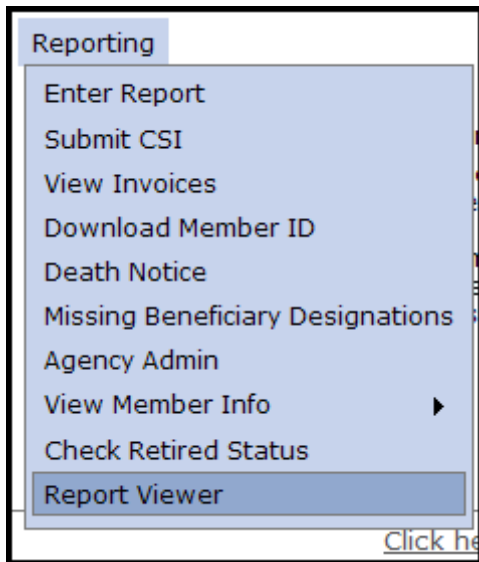 Reporting
Enter Report
Submit CSI
View Invoices
Download Member ID
Death Notice
Missing Beneficiary Designations
Agency Admin
View Member Info
Check Retired Status
Report Viewer
Click